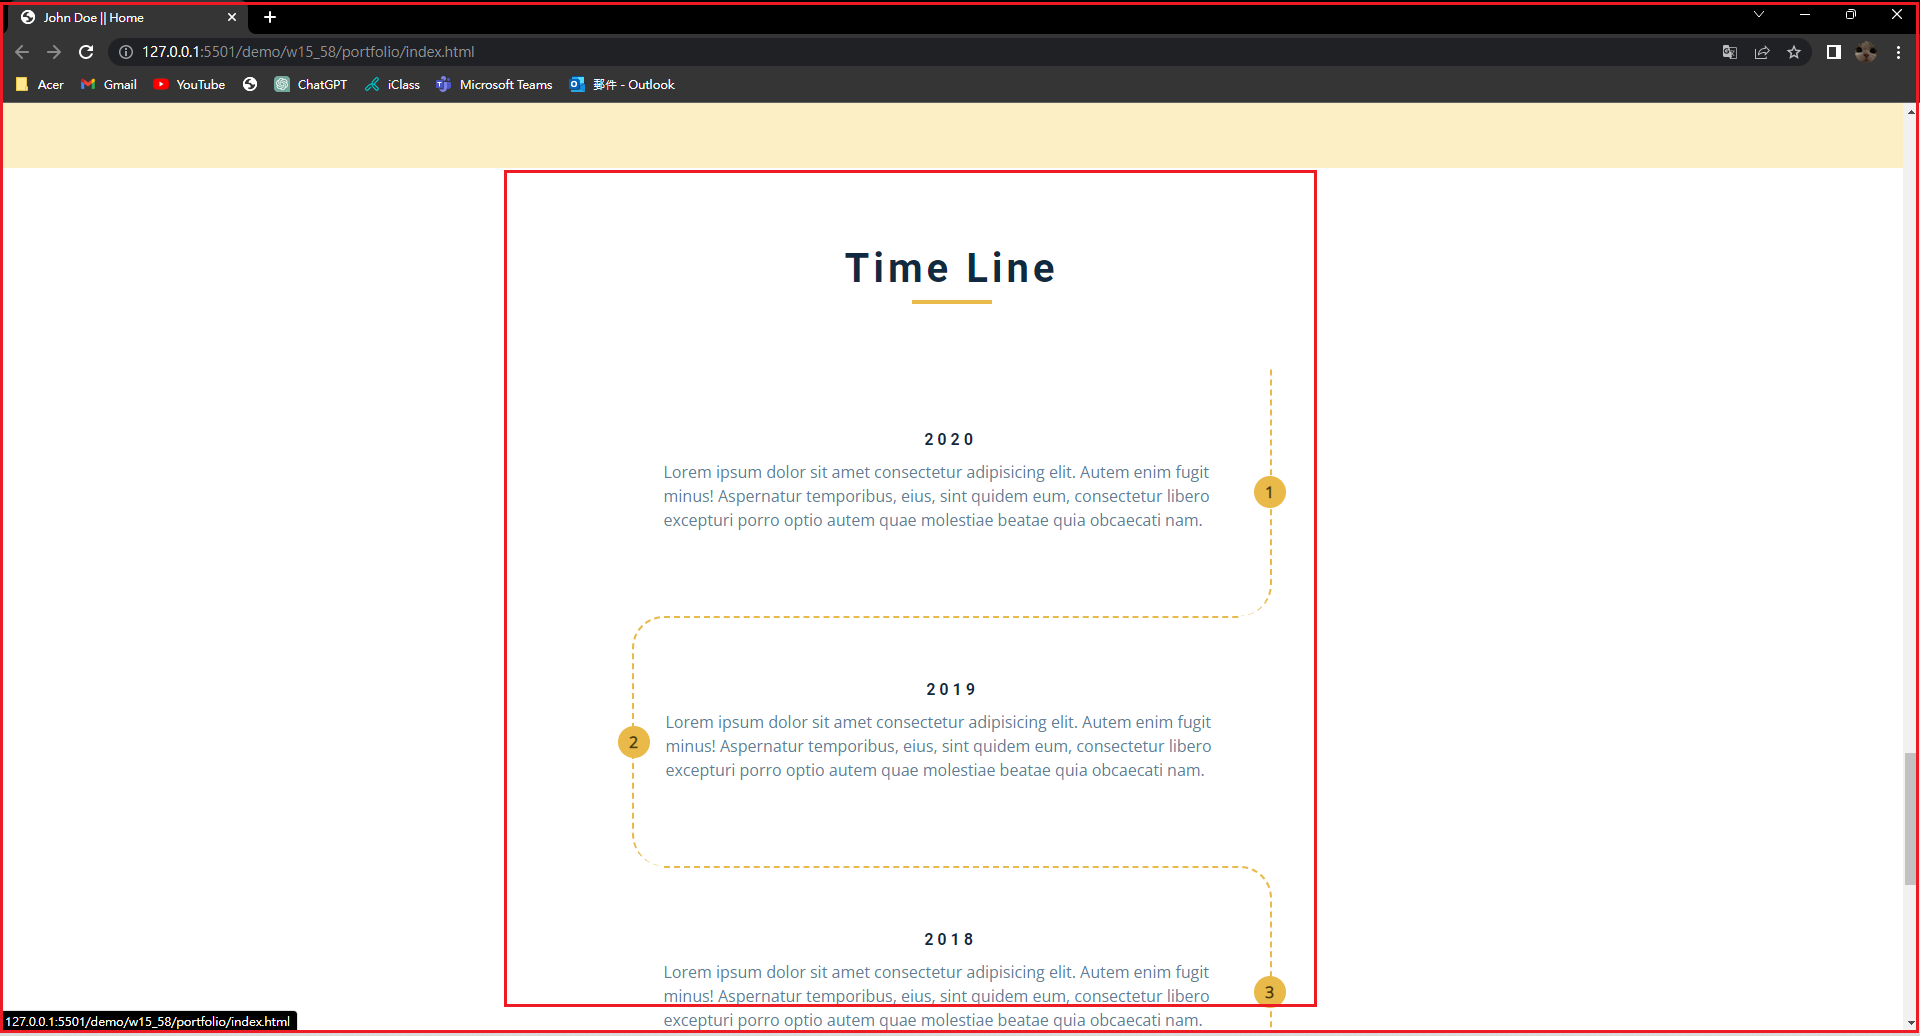 John Doe || Home
127.0.0.1:5501/demo/w15_58/portfolio/index.html
Acer Gmail YouTube ChatGPT iClass Microsoft Teams 郵件 - Outlook
Time Line
2020
Lorem ipsum dolor sit amet consectetur adipisicing elit. Autem enim fugit
minus! Aspernatur temporibus, eius, sint quidem eum, consectetur libero
excepturi porro optio autem quae molestiae beatae quia obcaecati nam.
1
2019
Lorem ipsum dolor sit amet consectetur adipisicing elit. Autem enim fugit
minus! Aspernatur temporibus, eius, sint quidem eum, consectetur libero
excepturi porro optio autem quae molestiae beatae quia obcaecati nam.
2
2018
Lorem ipsum dolor sit amet consectetur adipisicing elit. Autem enim fugit
minus! Aspernatur temporibus, eius, sint quidem eum, consectetur libero
excepturi porro optio autem quae molestiae beatae quia obcaecati nam.
3
127.0.0.1:5501/demo/w15_58/portfolio/index.html